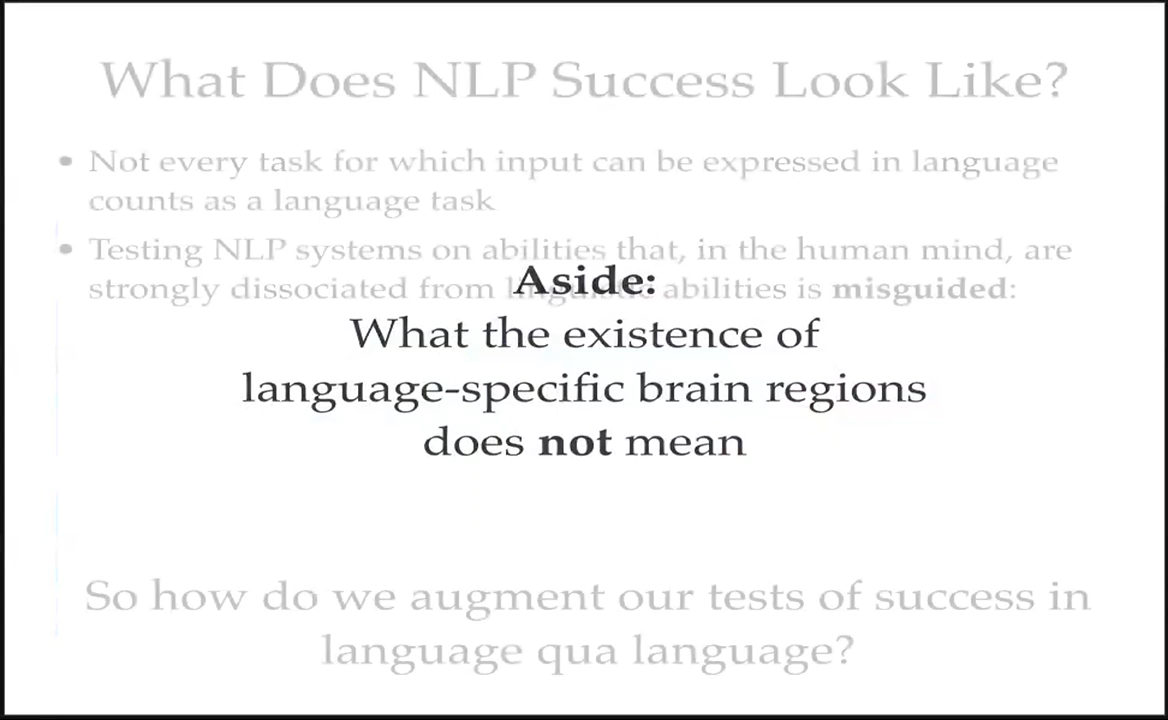 What Does NLP Success Look Like?
• Not every task for which input can be expressed in language
counts as a language task
• Testing NLP systems on abilities that, in the human mind, are
strongly dissociated from abilities is misguided:
Aside:
What the existence of
language-specific brain regions
does not mean
So how do we augment our tests of success in
language qua language?